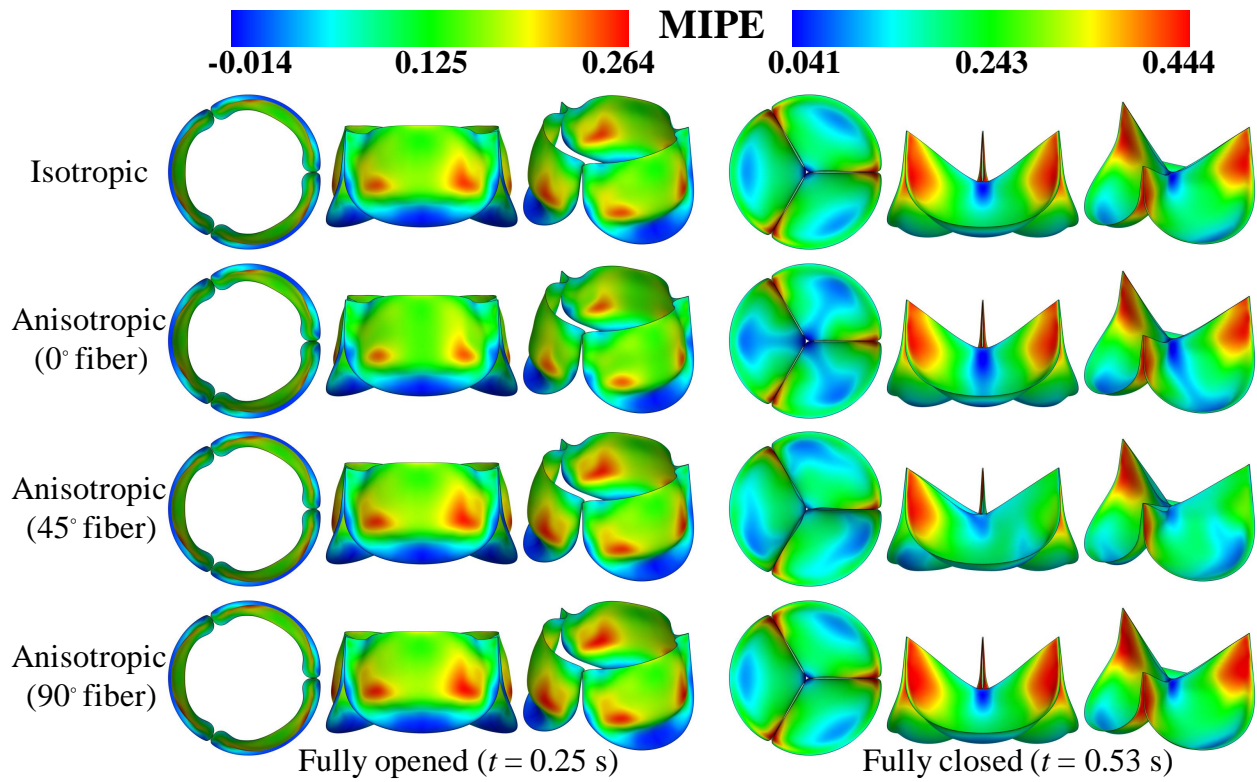 MIPE
-0.014 0.125 0.264 0.041 0.243 0.444
Isotropic
Anisotropic
(0° fiber)
Anisotropic
(45° fiber)
Anisotropic
(90° fiber)
Fully opened (t = 0.25 s) Fully closed (t = 0.53 s)